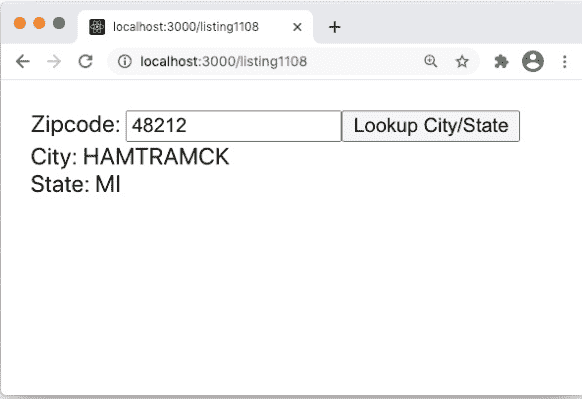 localhost:3000/listing1108
localhost:3000/listing1108
Zipcode: 48212 Lookup City/State
City: HAMTRAMCK
State: MI